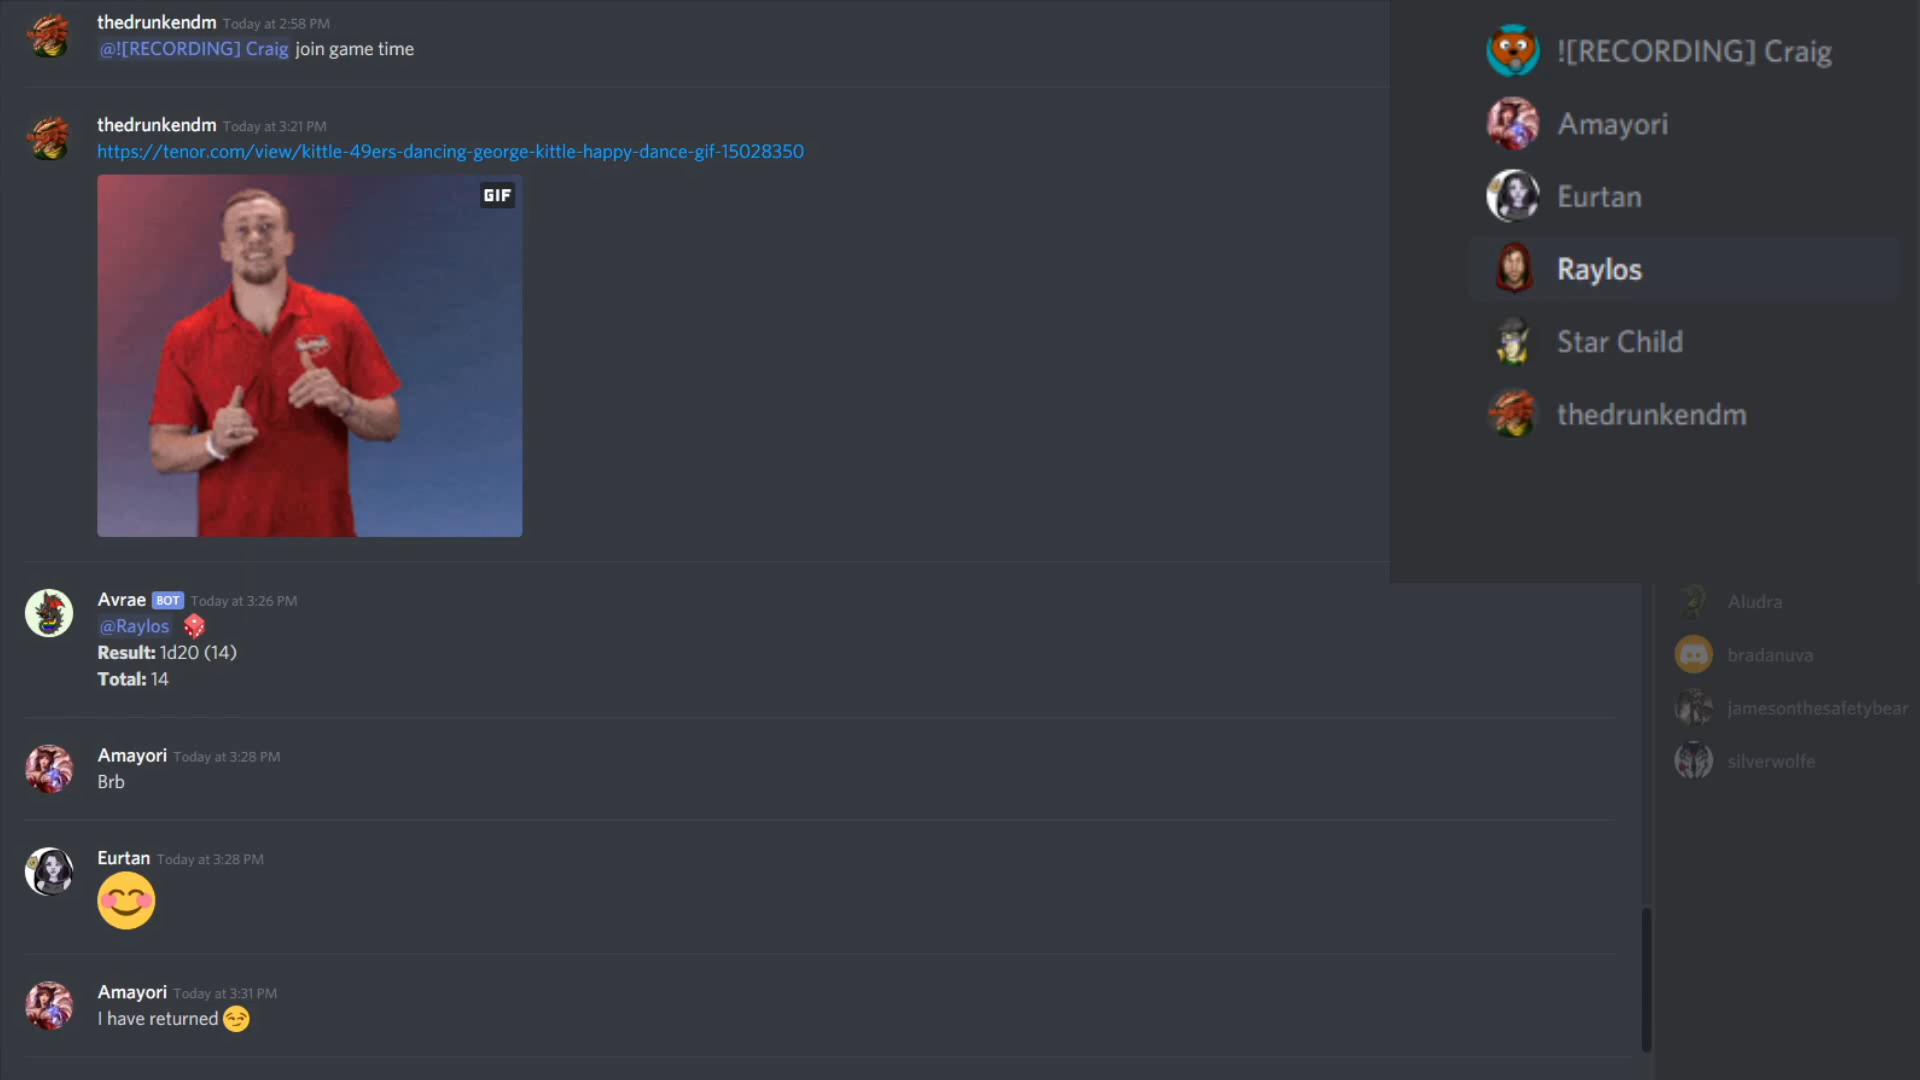 thedrunkendm Today at 2:58 PM
@![RECORDING] Craig join game time
thedrunkendm Today at 3:21 PM
https://tenor.com/view/kittle-49ers-dancing-george-kittle-happy-dance-gif-15028350
GIF
Avrae BOT Today at 3:26 PM
@Raylos
Result: 1d20 (14)
Total: 14
Amayori Today at 3:28 PM
Brb
Eurtan Today at 3:28 PM
Amayori Today at 3:31 PM
I have returned
![RECORDING] Craig
Amayori
Eurtan
Raylos
Star Child
thedrunkendm
Aludra
bradanuva
jamesonthesafetybear
silverwolfe